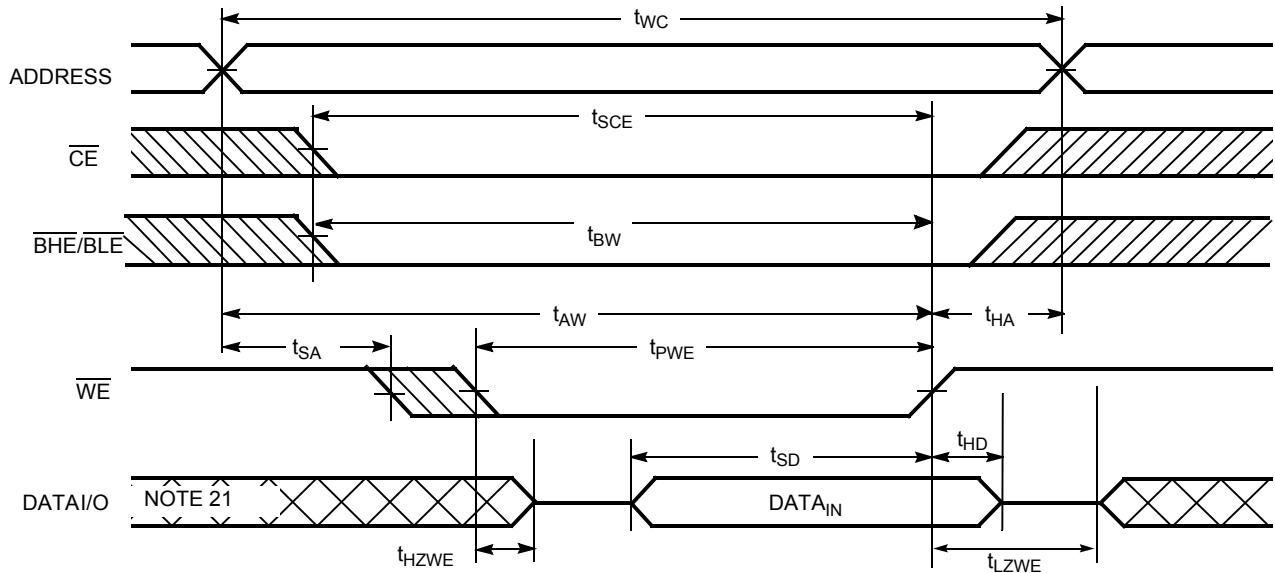 tWC
ADDRESS
tSCE
CE
tBW
BHE/BLE
tAW
tHA
tSA
tPWE
WE
tHD
tSD
DATAI/O
NOTE 21
DATAIN
tHZWE
tLZWE